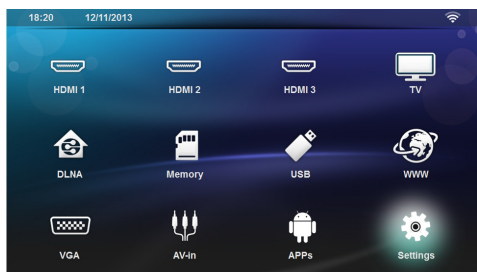 18:20 12/11/2013
HDMI 1 HDMI 2 HDMI 3 TV
DLNA Memory USB WWW
VGA AV-in APPs Settings